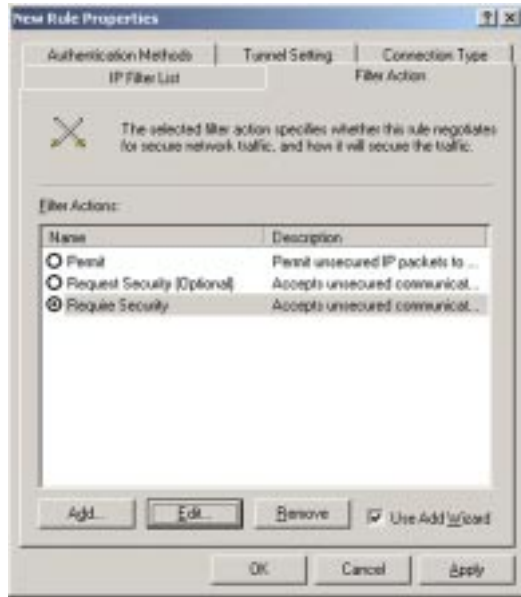 New Rule Properties
? X
Authentication Methods Tunnel Setting Connection Type
IP Filter List Filter Action
The selected filter action specifies whether this rule negotiates
for secure network traffic, and how it will secure the traffic.
Filter Actions:
Name Description
Permit Permit unsecured IP packets to ...
Request Security (Optional) Accepts unsecured communicat...
Require Security Accepts unsecured communicat...
Add... Edit... Remove Use Add Wizard
OK Cancel Apply